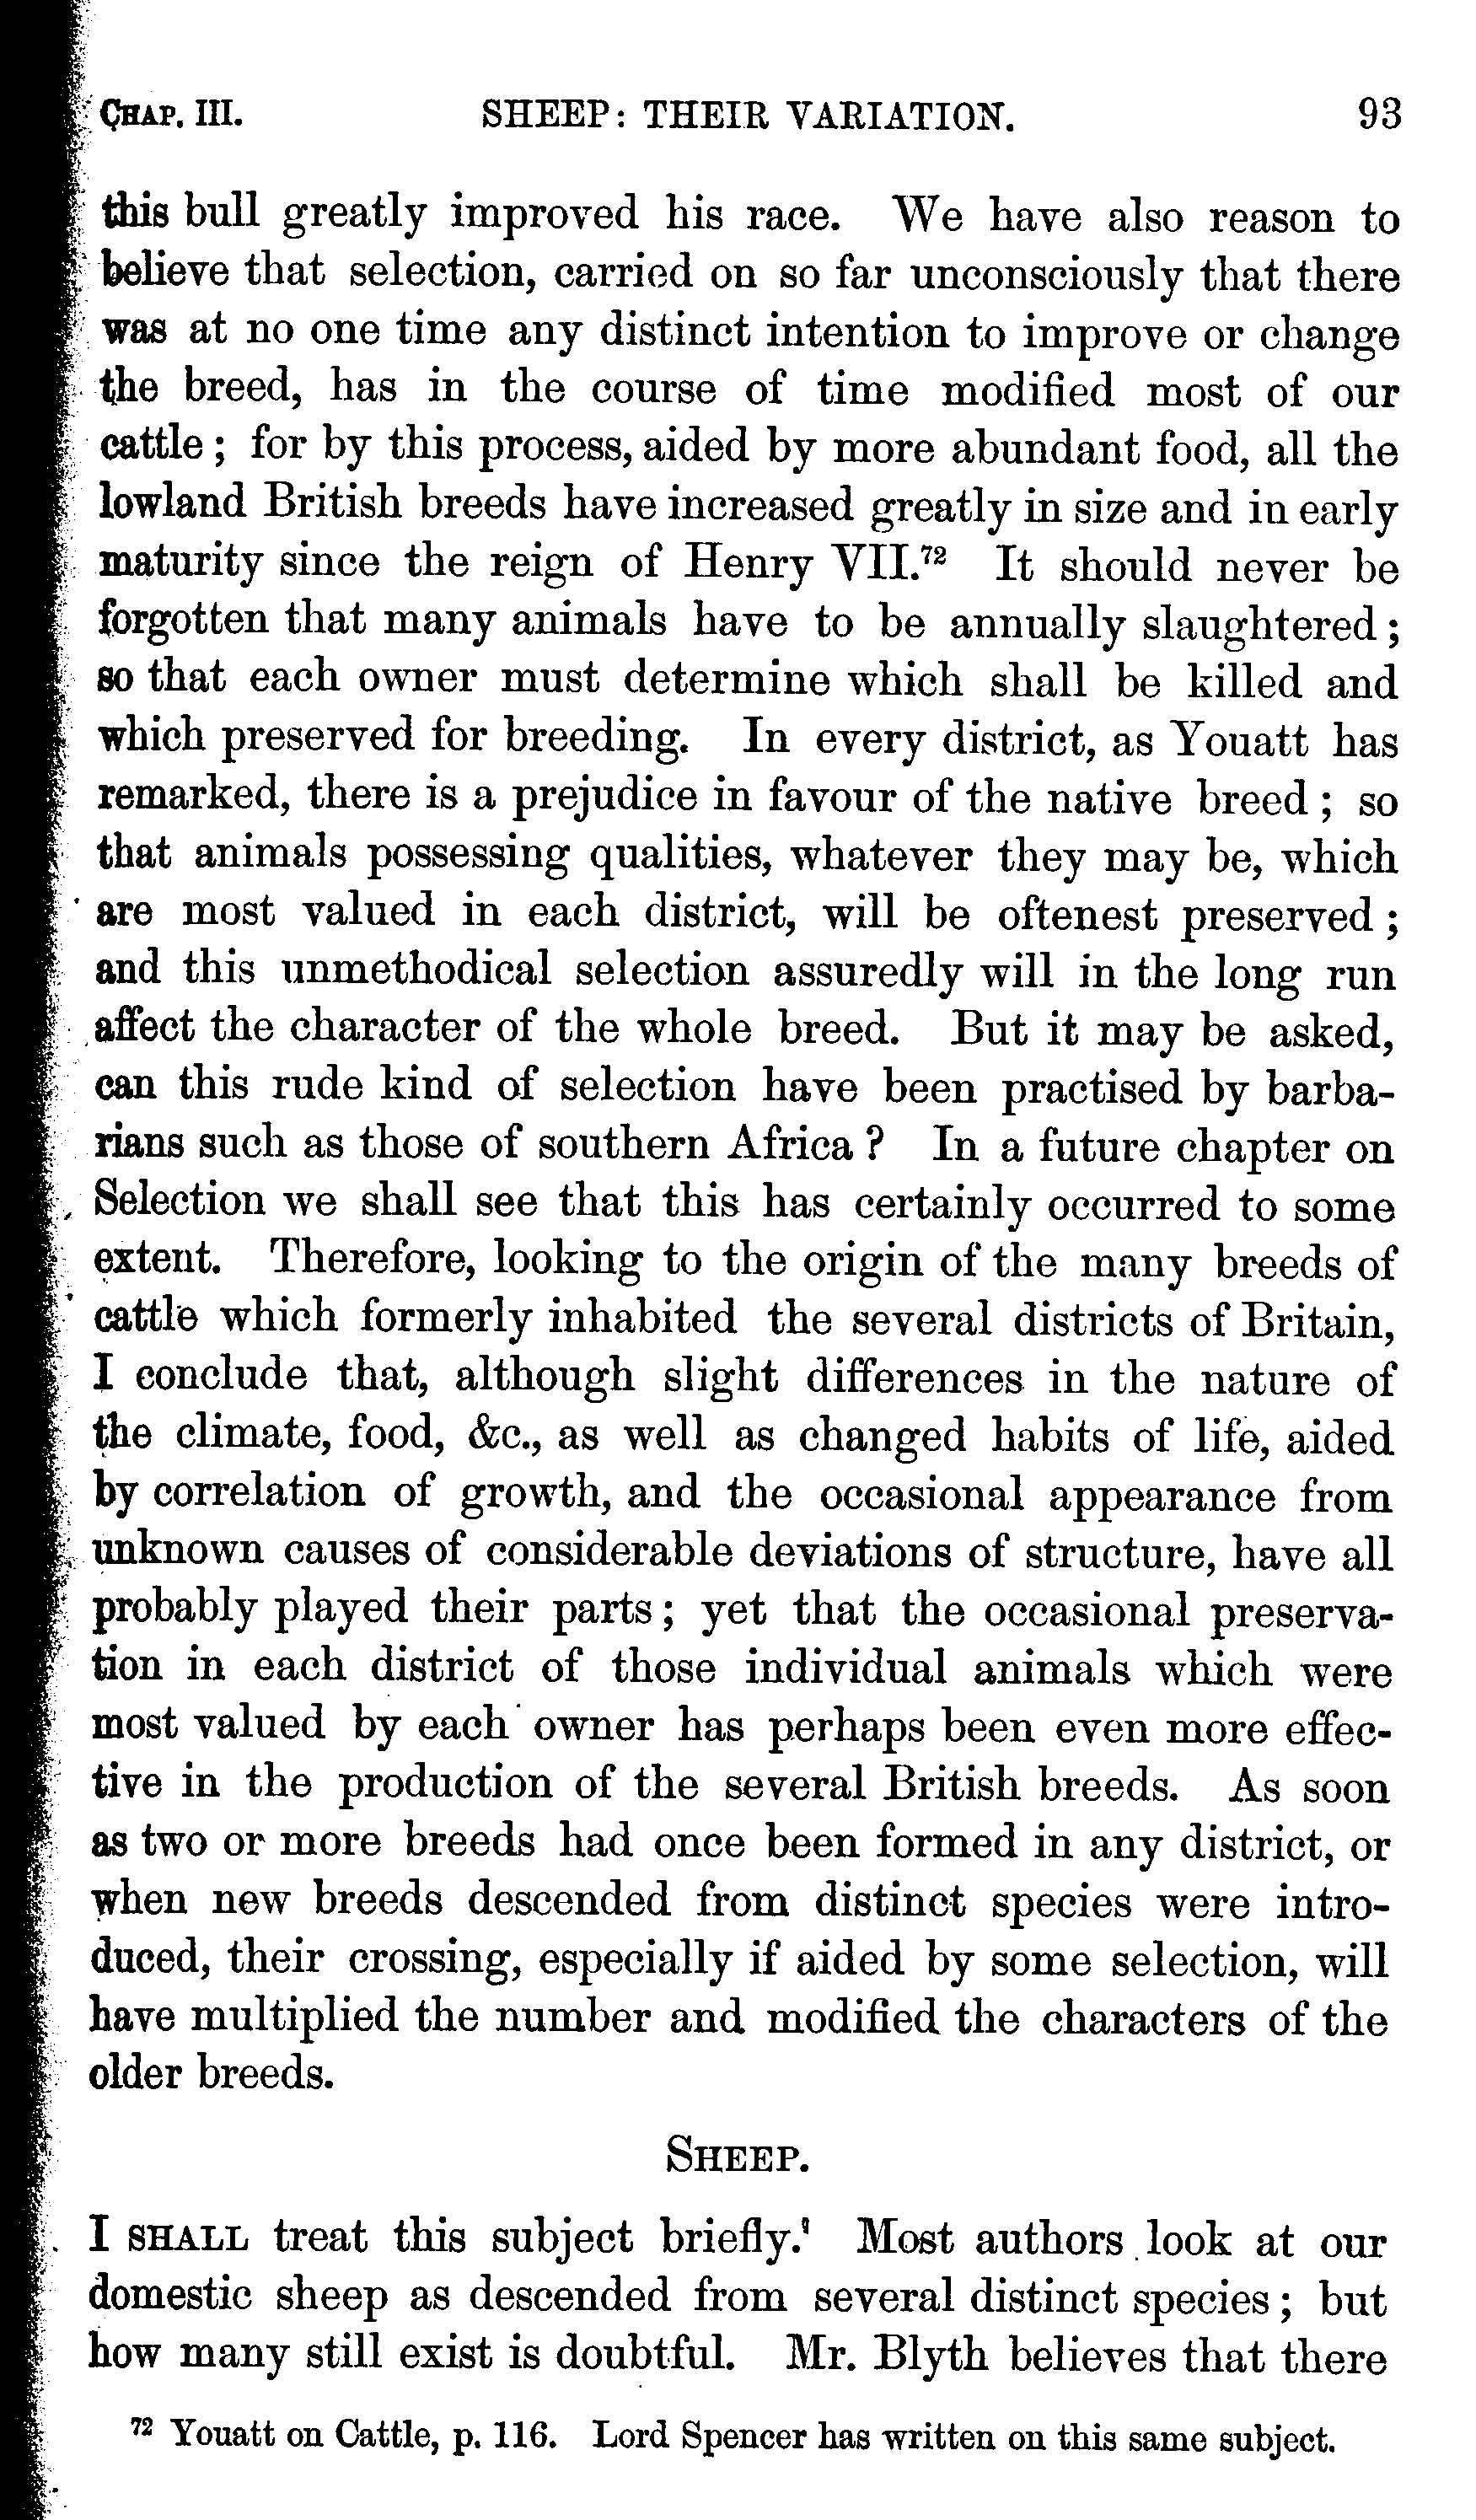 CHAP. III. SHEEP: THEIR VARIATION. 93
this bull greatly improved his race. We have also reason to
believe that selection, carried on so far unconsciously that there
was at no one time any distinct intention to improve or change
the breed, has in the course of time modified most of our
cattle; for by this process, aided by more abundant food, all the
lowland British breeds have increased greatly in size and in early
maturity since the reign of Henry VII.⁷² It should never be
forgotten that many animals have to be annually slaughtered;
so that each owner must determine which shall be killed and
which preserved for breeding. In every district, as Youatt has
remarked, there is a prejudice in favour of the native breed; so
that animals possessing qualities, whatever they may be, which
are most valued in each district, will be oftenest preserved;
and this unmethodical selection assuredly will in the long run
affect the character of the whole breed. But it may be asked,
can this rude kind of selection have been practised by barba-
rians such as those of southern Africa? In a future chapter on
Selection we shall see that this has certainly occurred to some
extent. Therefore, looking to the origin of the many breeds of
cattle which formerly inhabited the several districts of Britain,
I conclude that, although slight differences in the nature of
the climate, food, &c., as well as changed habits of life, aided
by correlation of growth, and the occasional appearance from
unknown causes of considerable deviations of structure, have all
probably played their parts; yet that the occasional preserva-
tion in each district of those individual animals which were
most valued by each owner has perhaps been even more effec-
tive in the production of the several British breeds. As soon
as two or more breeds had once been formed in any district, or
when new breeds descended from distinct species were intro-
duced, their crossing, especially if aided by some selection, will
have multiplied the number and modified the characters of the
older breeds.
SHEEP.
I SHALL treat this subject briefly. Most authors look at our
domestic sheep as descended from several distinct species; but
how many still exist is doubtful. Mr. Blyth believes that there
⁷² Youatt on Cattle, p. 116. Lord Spencer has written on this same subject.